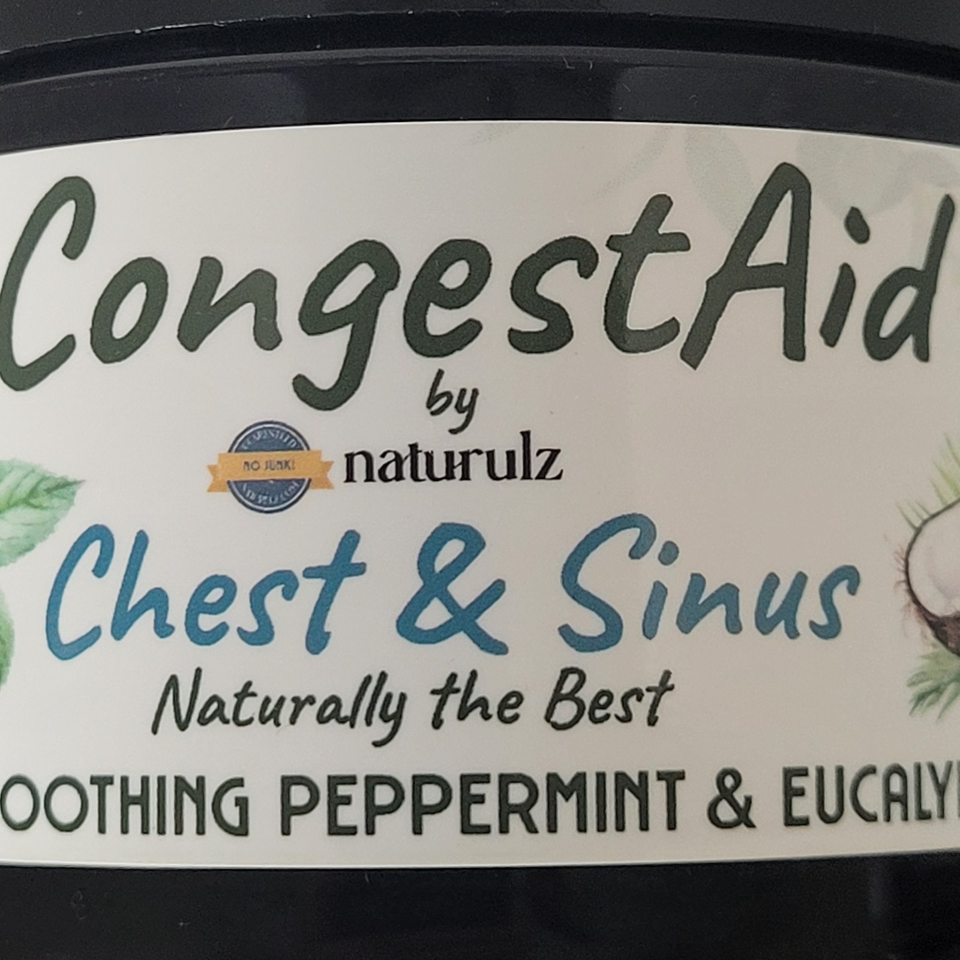 CongestAid
by
NO JUNK! naturulz
Chest & Sinus
Naturally the Best
OOTHING PEPPERMINT & EUCALY